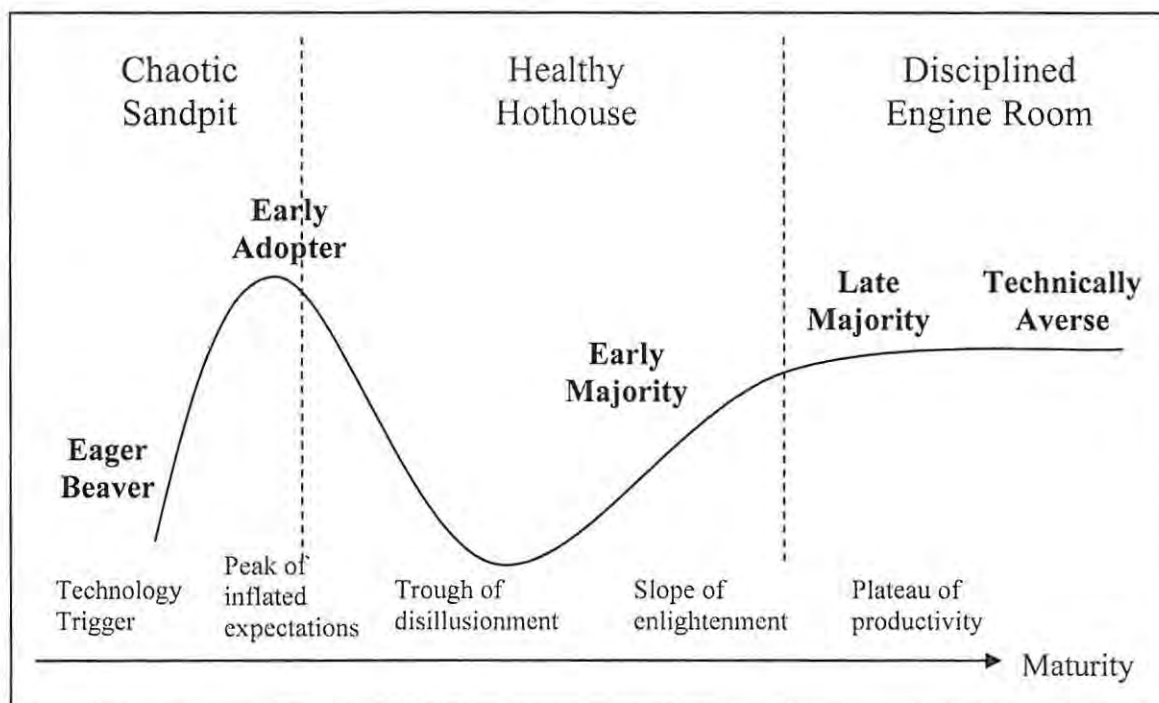 Chaotic
Sandpit
Healthy
Hothouse
Disciplined
Engine Room
Early
Adopter
Late
Majority
Technically
Averse
Early
Majority
Eager
Beaver
Technology
Trigger
Peak of
inflated
expectations
Trough of
disillusionment
Slope of
enlightenment
Plateau of
productivity
Maturity